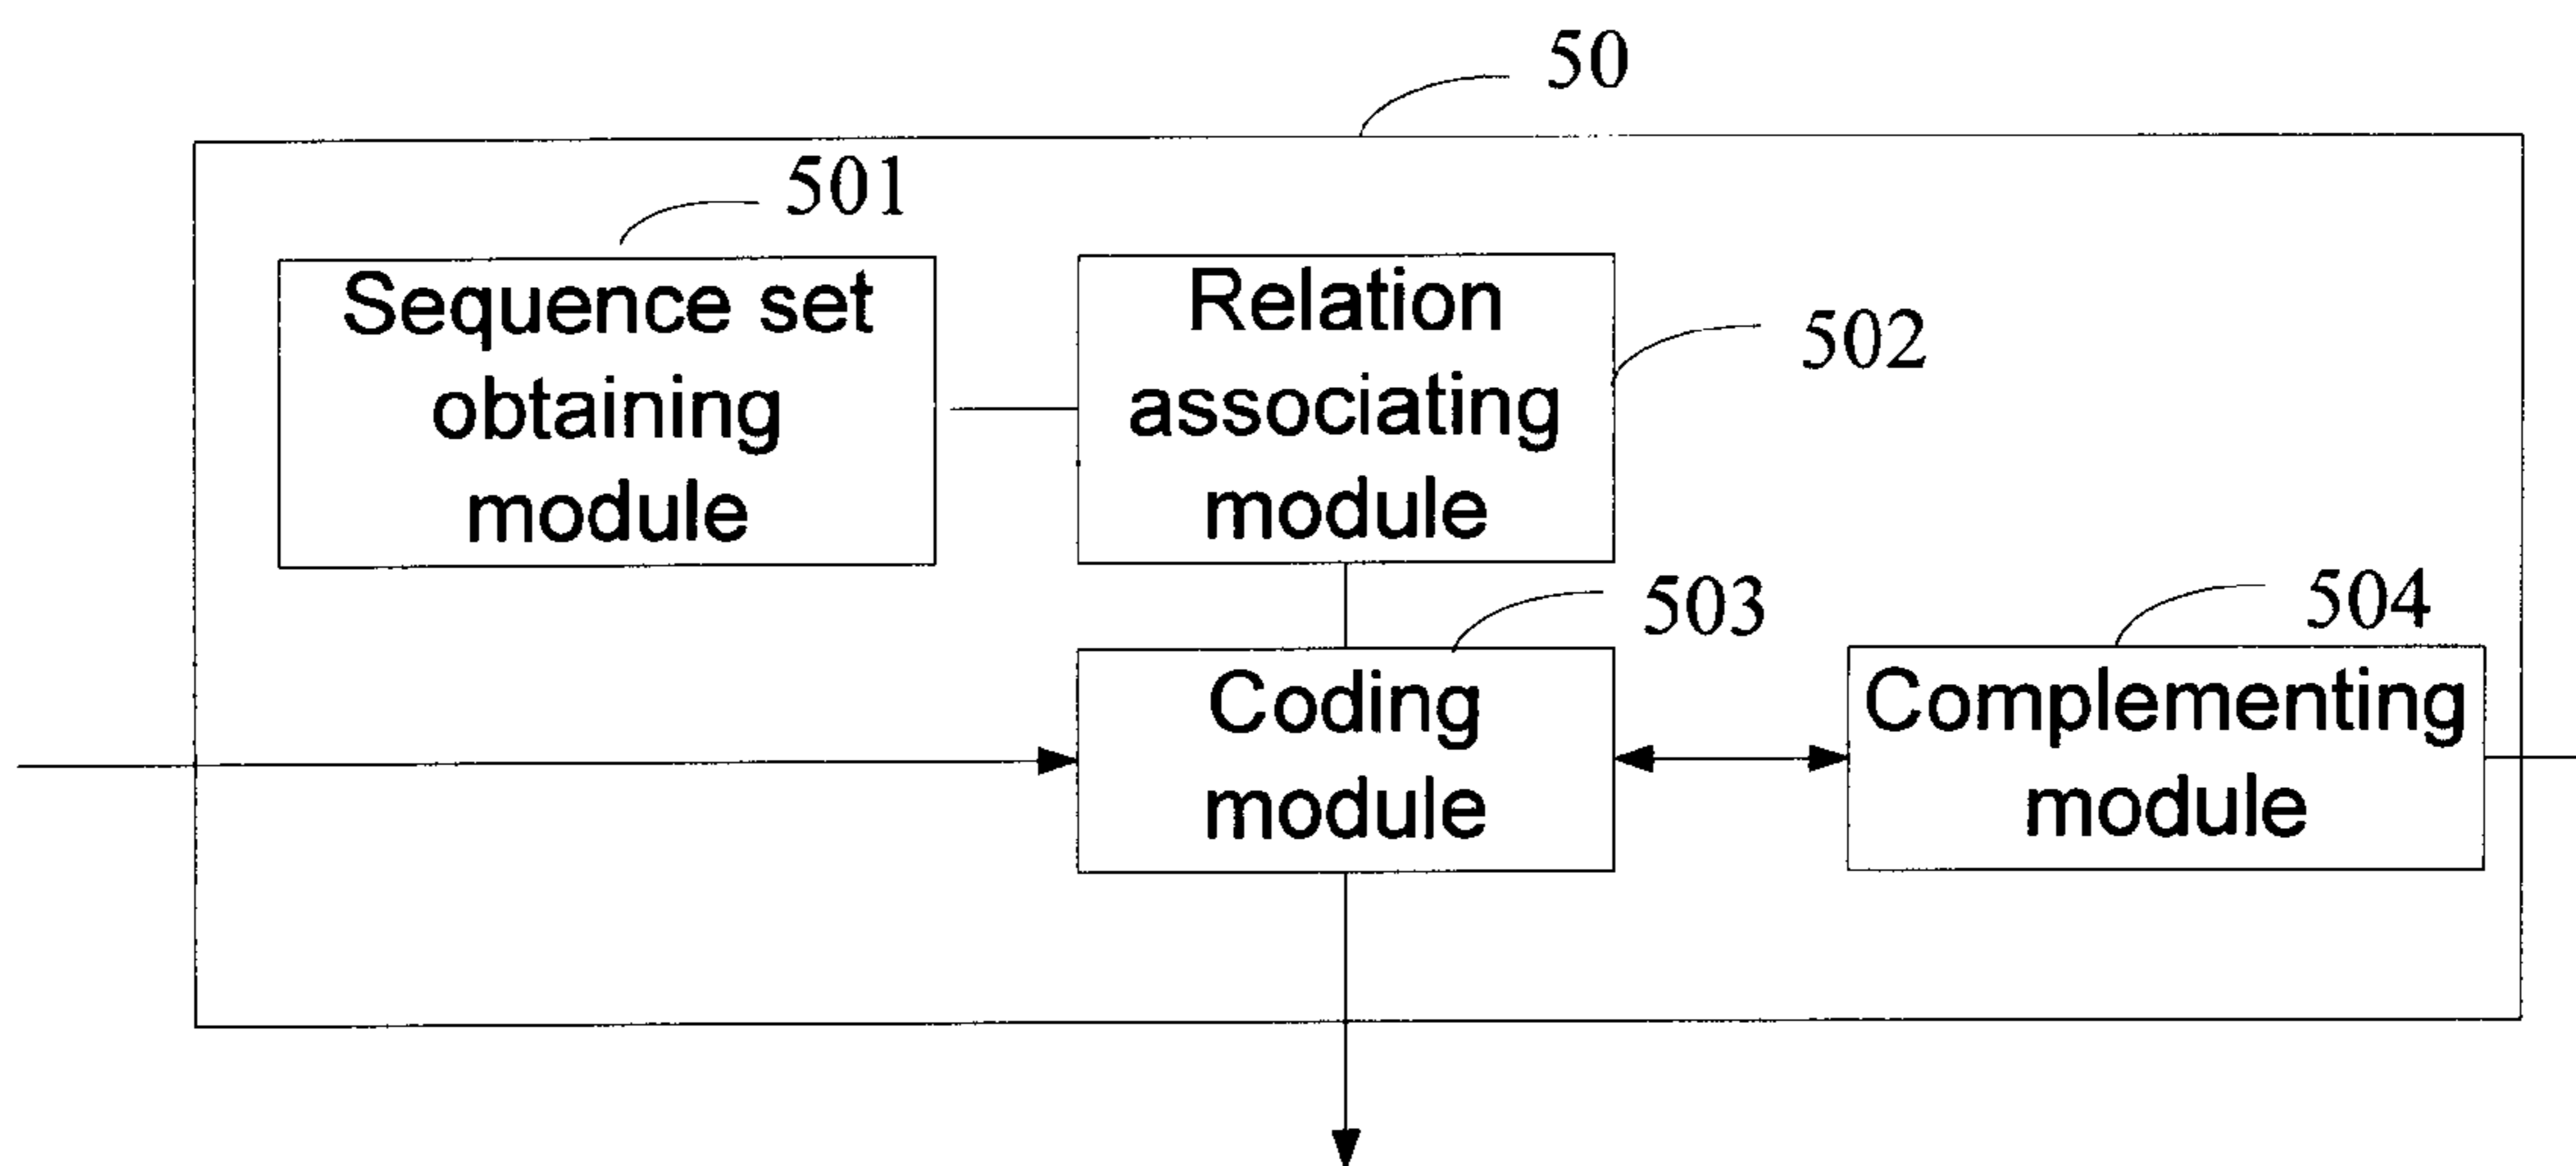 50
501
Sequence set
obtaining
module
Relation
associating
module
502
503
Coding
module
504
Complementing
module